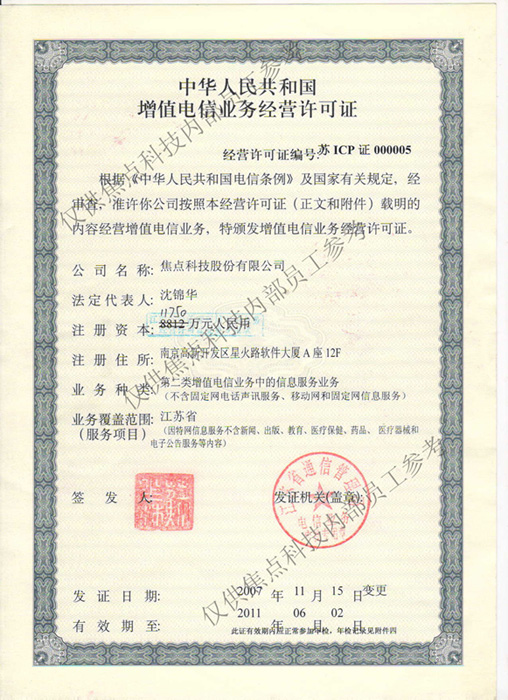 中华人民共和国
增值电信业务经营许可证
经营许可证编号:苏 ICP 证 000005
根据《中华人民共和国电信条例》及国家有关规定，经
审查，准许你公司按照本经营许可证（正文和附件）载明的
内容经营增值电信业务，特颁发增值电信业务经营许可证。
公司名称: 焦点科技股份有限公司
法定代表人: 沈锦华
11750
注册资本: 8812 万元人民币
注册住所: 南京高新开发区星火路软件大厦 A 座 12F
业务种类: 第二类增值电信业务中的信息服务业务
（不含固定网电话声讯服务、移动网和固定网信息服务）
业务覆盖范围: 江苏省
（服务项目） （因特网信息服务不含新闻、出版、教育、医疗保健、药品、医疗器械和
电子公告服务等内容）
签发人 发证机关(盖章):
江苏省通信管理局
发证日期: 2007 年 11 月 15 日变更
有效期至: 2011 年 06 月 02 日
此证有效期内应正常参加年检，年检记录见附件四
仅供焦点科技内部员工参考
仅供焦点科技内部员工参考
仅供焦点科技内部员工参考